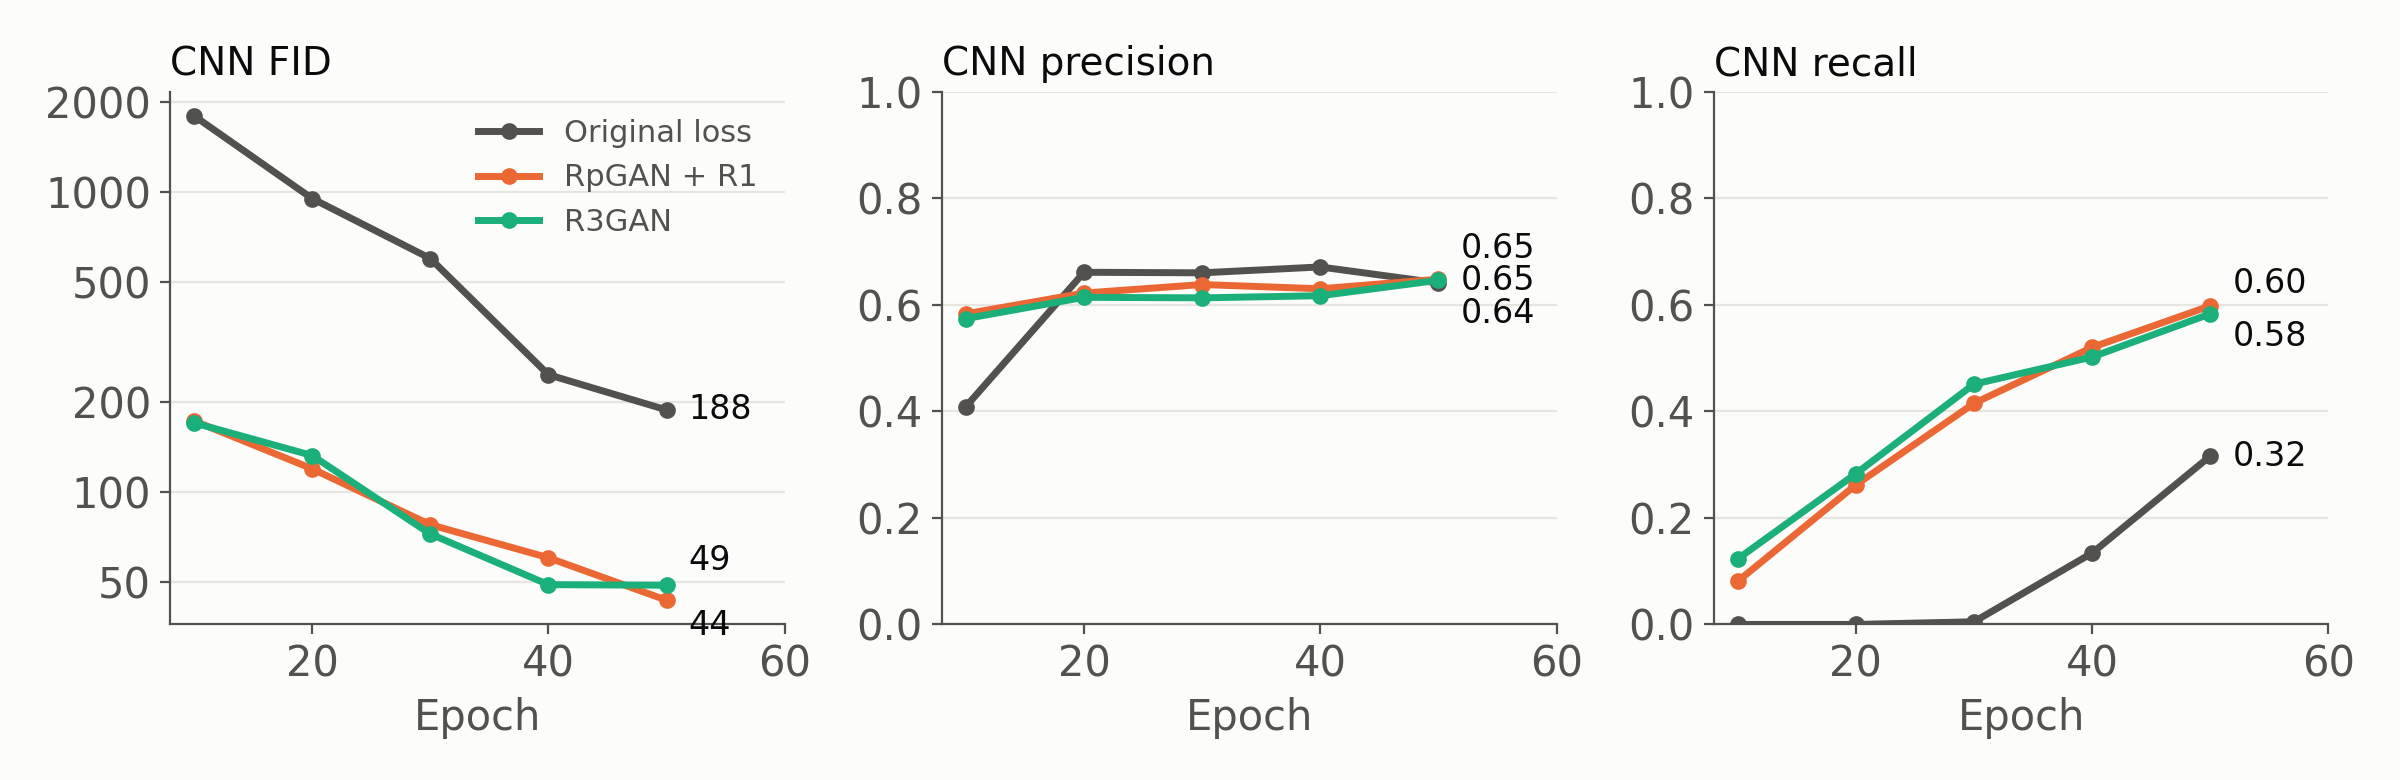 CNN FID
2000
1000
500
200
100
50
Original loss
RpGAN + R1
R3GAN
188
49
44
20 40 60
Epoch
CNN precision
1.0
0.8
0.6
0.4
0.2
0.0
0.65
0.65
0.64
20 40 60
Epoch
CNN recall
1.0
0.8
0.6
0.4
0.2
0.0
0.60
0.58
0.32
20 40 60
Epoch